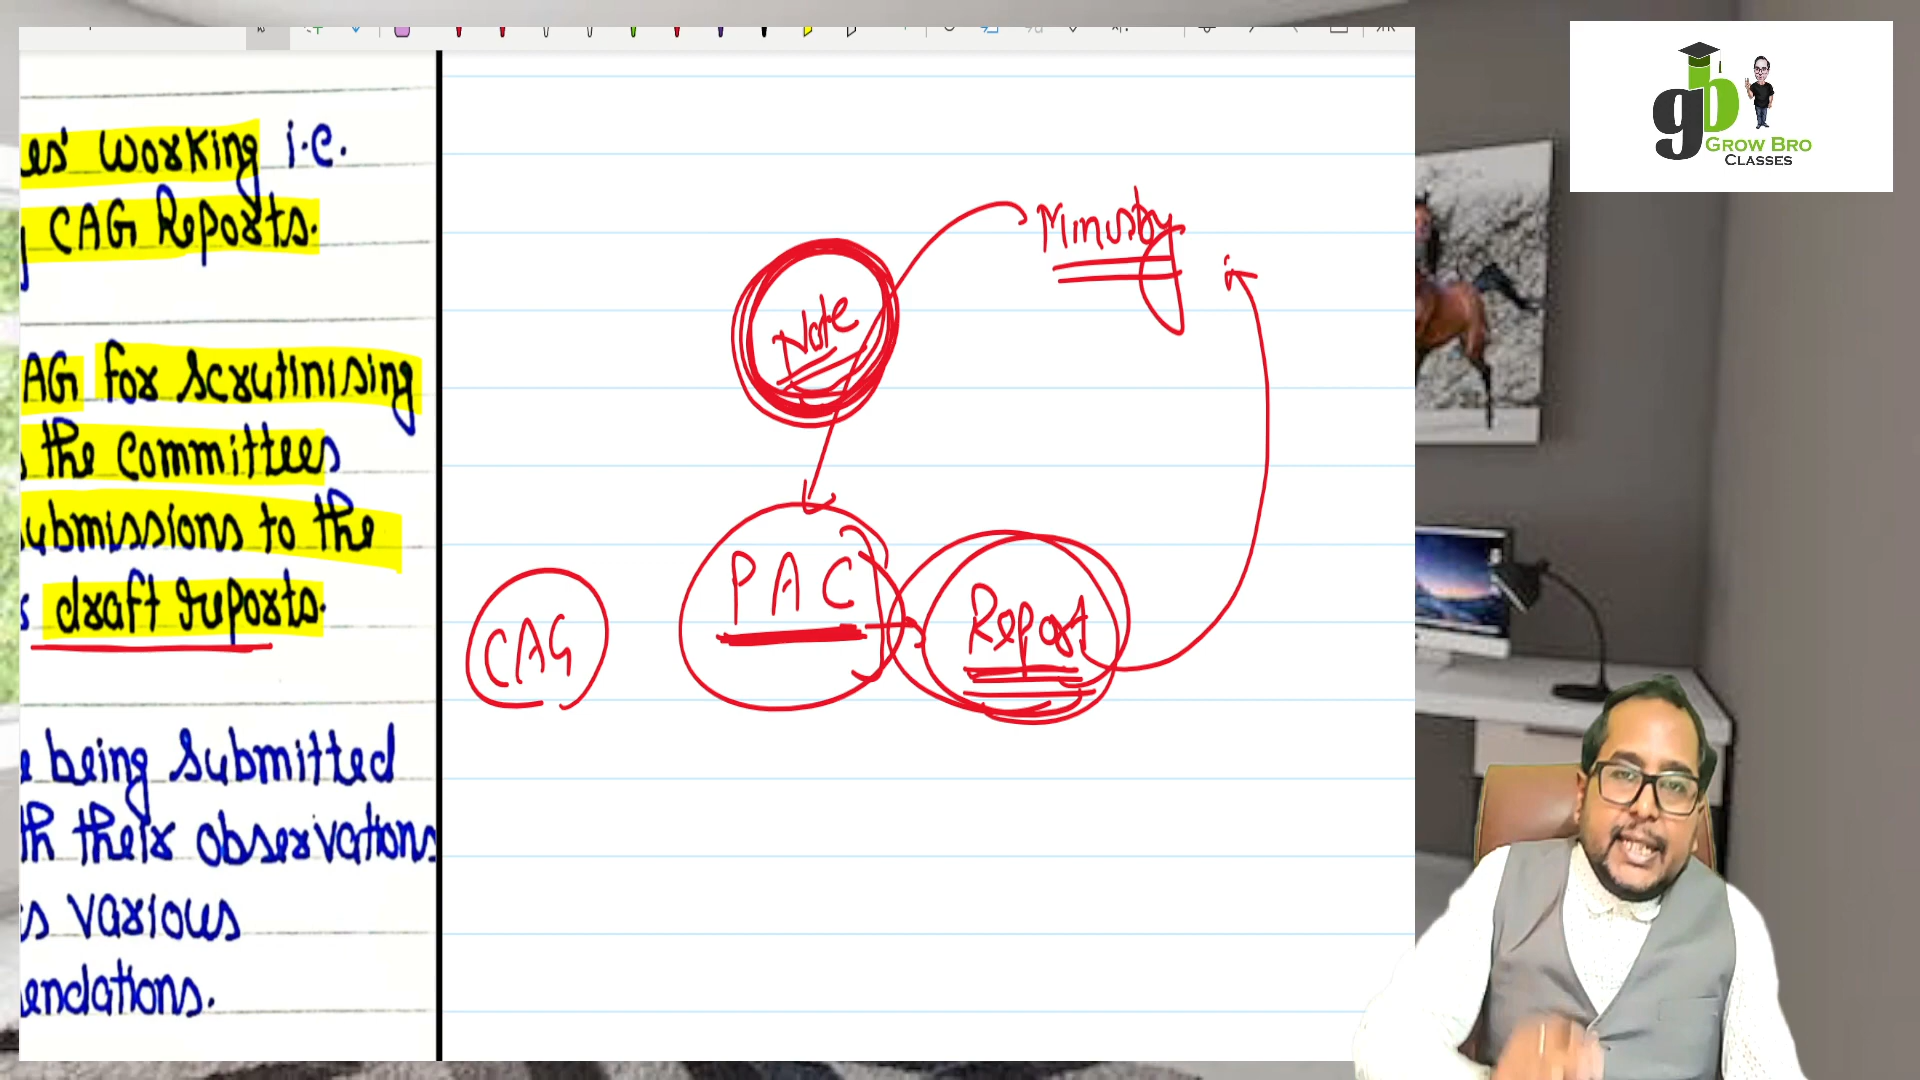 es' working i.e.
CAG Reports.
AG for scrutinising
the committees
ubmissions to the
draft reports.
being submitted
th their observations
s various
endations.
Note
Ministry
PAC
Report
CAG
gb
GROW BRO
CLASSES